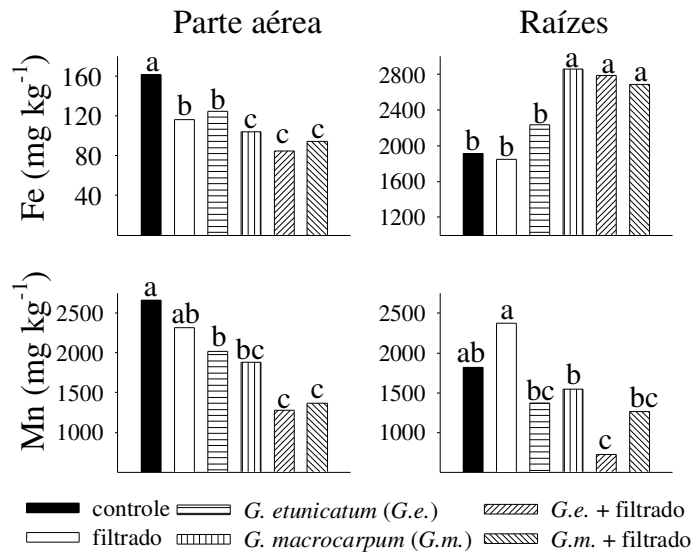 Parte aérea
Raízes
Fe (mg kg⁻¹)
160
120
80
40
a
b
b
c
c
c
2800
2400
2000
1600
1200
b
b
b
a
a
a
Mn (mg kg⁻¹)
2500
2000
1500
1000
a
ab
b
bc
c
c
2500
2000
1500
1000
ab
a
bc
b
c
bc
controle
G. etunicatum (G.e.)
G.e. + filtrado
filtrado
G. macrocarpum (G.m.)
G.m. + filtrado